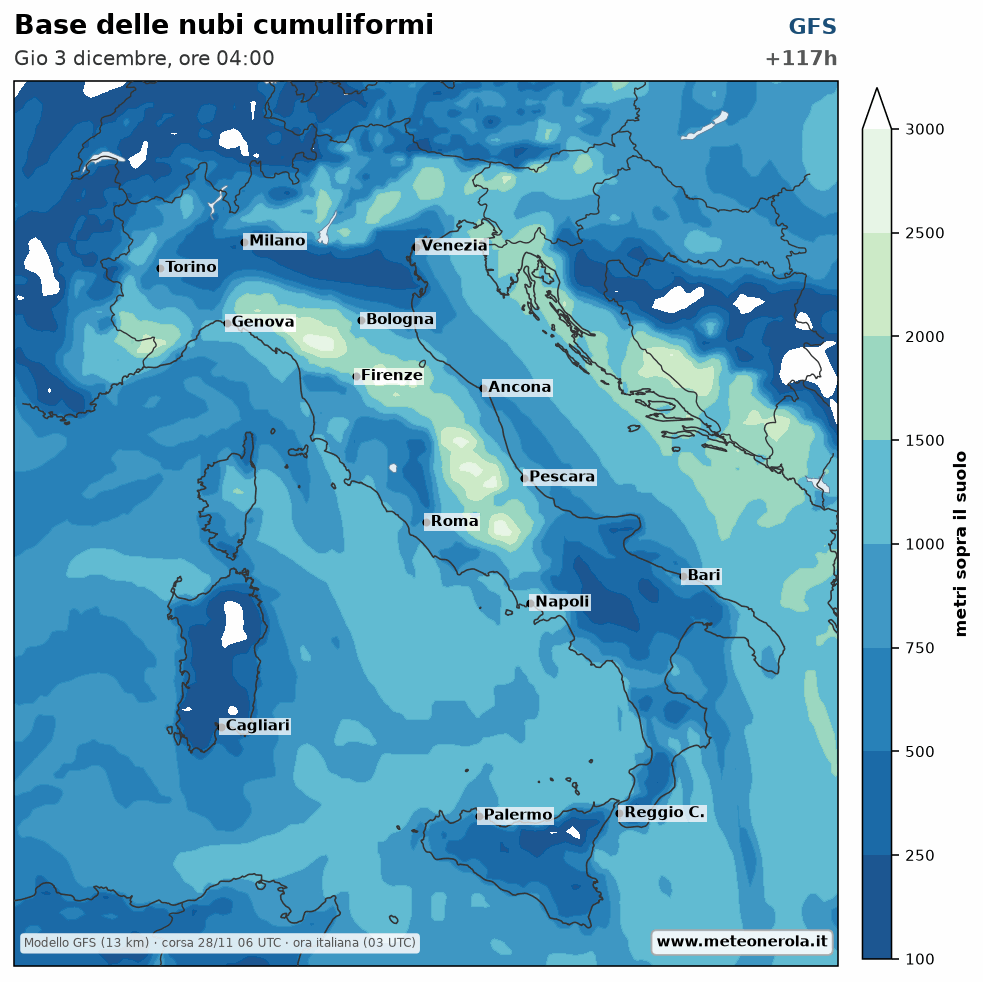 Base delle nubi cumuliformi
GFS
Gio 3 dicembre, ore 04:00
+117h
Milano
Venezia
Torino
Genova
Bologna
Firenze
Ancona
Pescara
Roma
Bari
Napoli
Cagliari
Palermo
Reggio C.
3000
2500
2000
1500
1000
750
500
250
100
metri sopra il suolo
Modello GFS (13 km) · corsa 28/11 06 UTC · ora italiana (03 UTC)
www.meteonerola.it